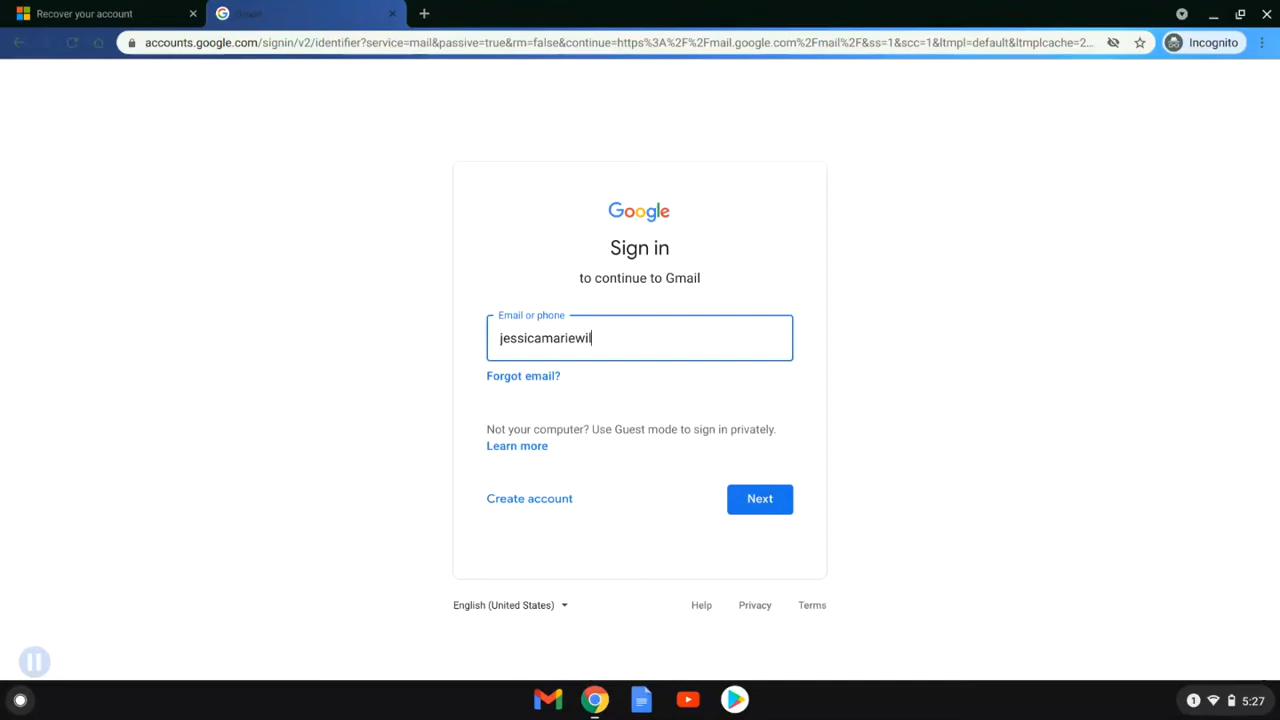 Recover your account
Gmail
accounts.google.com/signin/v2/identifier?service=mail&passive=true&rm=false&continue=https%3A%2F%2Fmail.google.com%2Fmail%2F&ss=1&scc=1&ltmpl=default&ltmplcache=2...
Incognito
Google
Sign in
to continue to Gmail
Email or phone
jessicamariewil
Forgot email?
Not your computer? Use Guest mode to sign in privately.
Learn more
Create account
Next
English (United States)
Help
Privacy
Terms
1
5:27